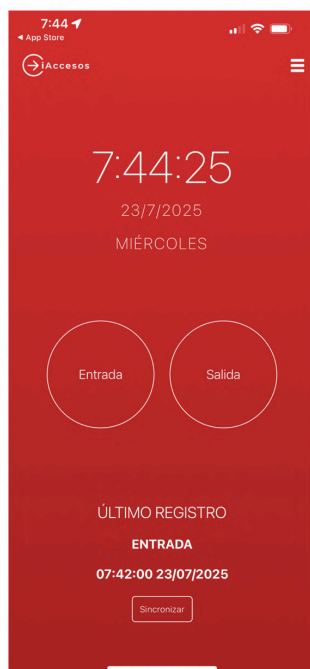 7:44
◀ App Store
iAccesos
7:44:25
23/7/2025
MIÉRCOLES
Entrada
Salida
ÚLTIMO REGISTRO
ENTRADA
07:42:00 23/07/2025
Sincronizar